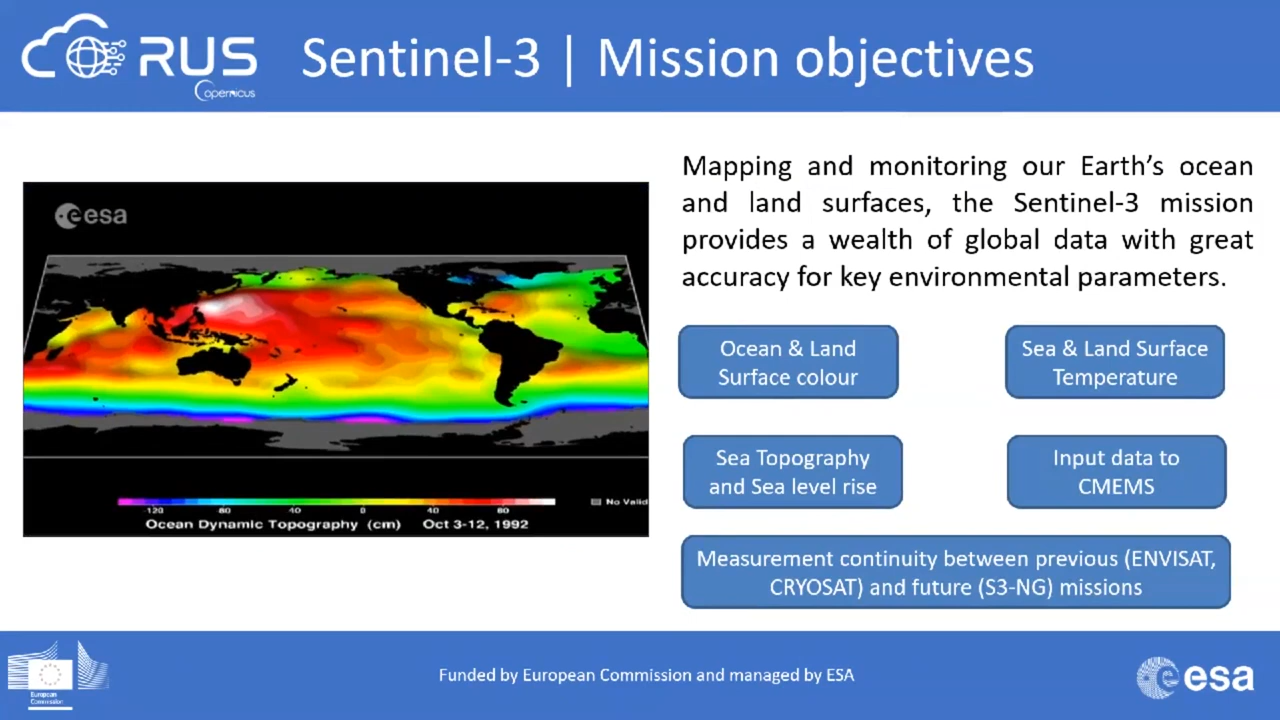 RUS
Copernicus
Sentinel-3 | Mission objectives
esa
-120 80 40 0 40 80 No Valid
Ocean Dynamic Topography (cm) Oct 3-12, 1992
Mapping and monitoring our Earth's ocean
and land surfaces, the Sentinel-3 mission
provides a wealth of global data with great
accuracy for key environmental parameters.
Ocean & Land
Surface colour
Sea & Land Surface
Temperature
Sea Topography
and Sea level rise
Input data to
CMEMS
Measurement continuity between previous (ENVISAT,
CRYOSAT) and future (S3-NG) missions
European
Commission
Funded by European Commission and managed by ESA
esa